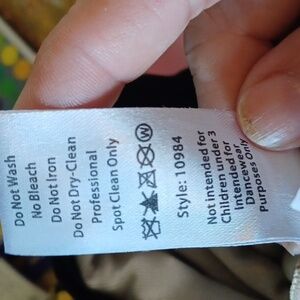 Do Not Wash
No Bleach
Do Not Iron
Do Not Dry-Clean
Professional
Spot Clean Only
W
Style: 10984
Not intended for
Children under 3
Intended for
Dancewear
Dances Only
Purposes